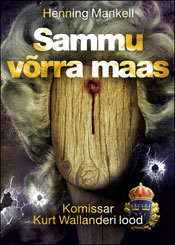 Henning Mankell
Sammu
võrra maas
Komissar
Kurt Wallanderi lood